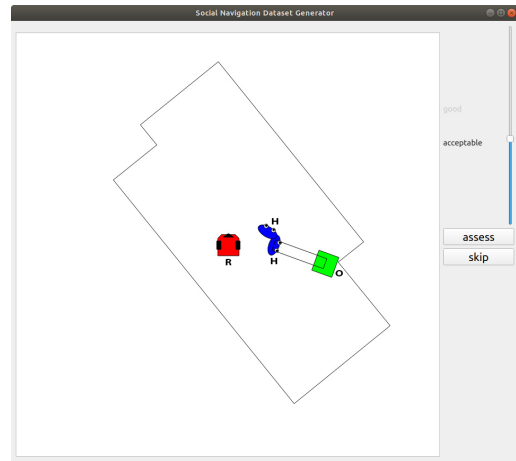 Social Navigation Dataset Generator
good
acceptable
H
assess
skip
R
H
O